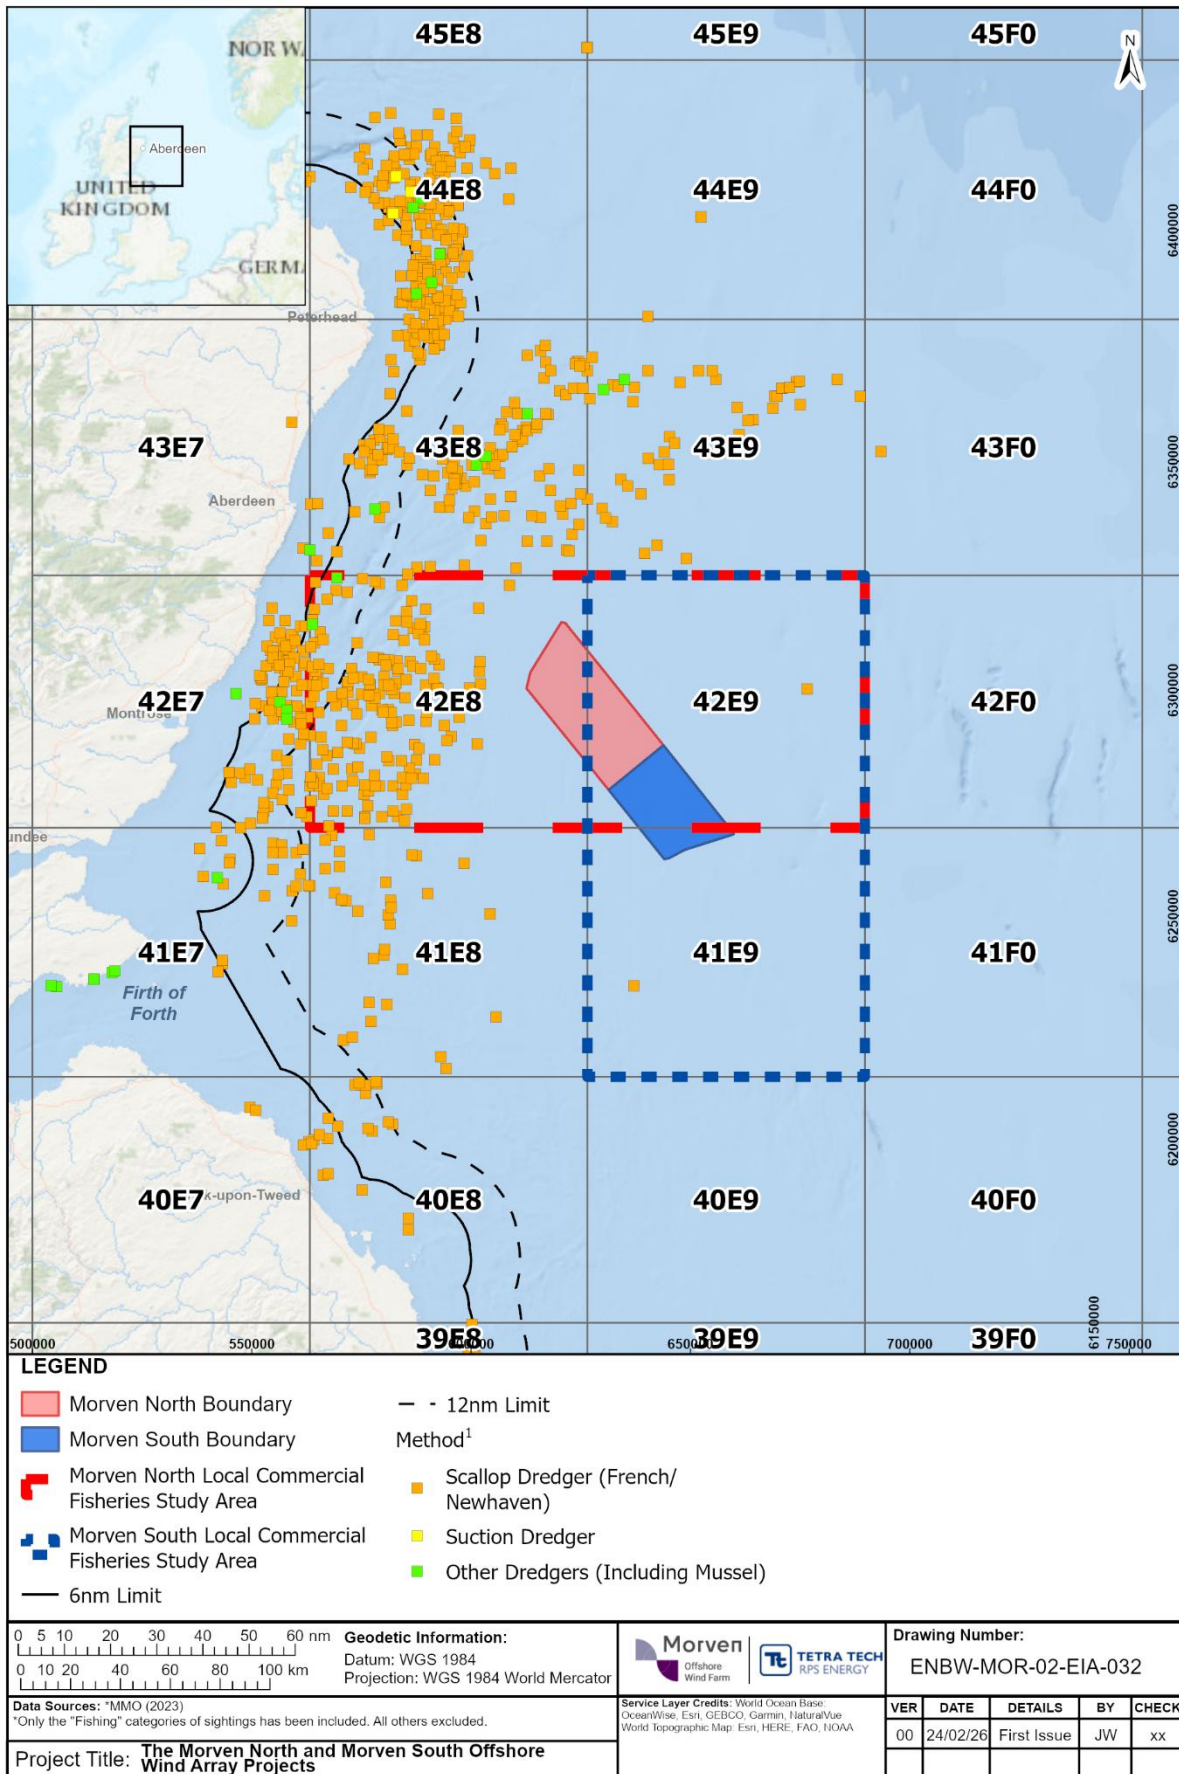 45E8
45E9
45F0
NOR W
Aberdeen
UNITED
KINGDOM
GERMA
N
44E8
44E9
44F0
6400000
Peterhead
43E7
43E8
43E9
43F0
6350000
Aberdeen
42E7
42E8
42E9
42F0
6300000
Montrose
undee
6250000
41E7
41E8
41E9
41F0
Firth of
Forth
6200000
40E7
k-upon-Tweed
40E8
40E9
40F0
6150000
500000
550000
39E8
650000
39E9
700000
39F0
750000
LEGEND
Morven North Boundary
Morven South Boundary
Morven North Local Commercial
Fisheries Study Area
Morven South Local Commercial
Fisheries Study Area
6nm Limit
12nm Limit
Method¹
Scallop Dredger (French/
Newhaven)
Suction Dredger
Other Dredgers (Including Mussel)
0 5 10 20 30 40 50 60 nm
0 10 20 40 60 80 100 km
Geodetic Information:
Datum: WGS 1984
Projection: WGS 1984 World Mercator
Morven
Offshore
Wind Farm
Tt TETRA TECH
RPS ENERGY
Drawing Number:
ENBW-MOR-02-EIA-032
Data Sources: *MMO (2023)
*Only the "Fishing" categories of sightings has been included. All others excluded.
Service Layer Credits: World Ocean Base:
OceanWise, Esri, GEBCO, Garmin, NaturalVue
World Topographic Map: Esri, HERE, FAO, NOAA
VER DATE DETAILS BY CHECK
00 24/02/26 First Issue JW xx
Project Title: The Morven North and Morven South Offshore
Wind Array Projects